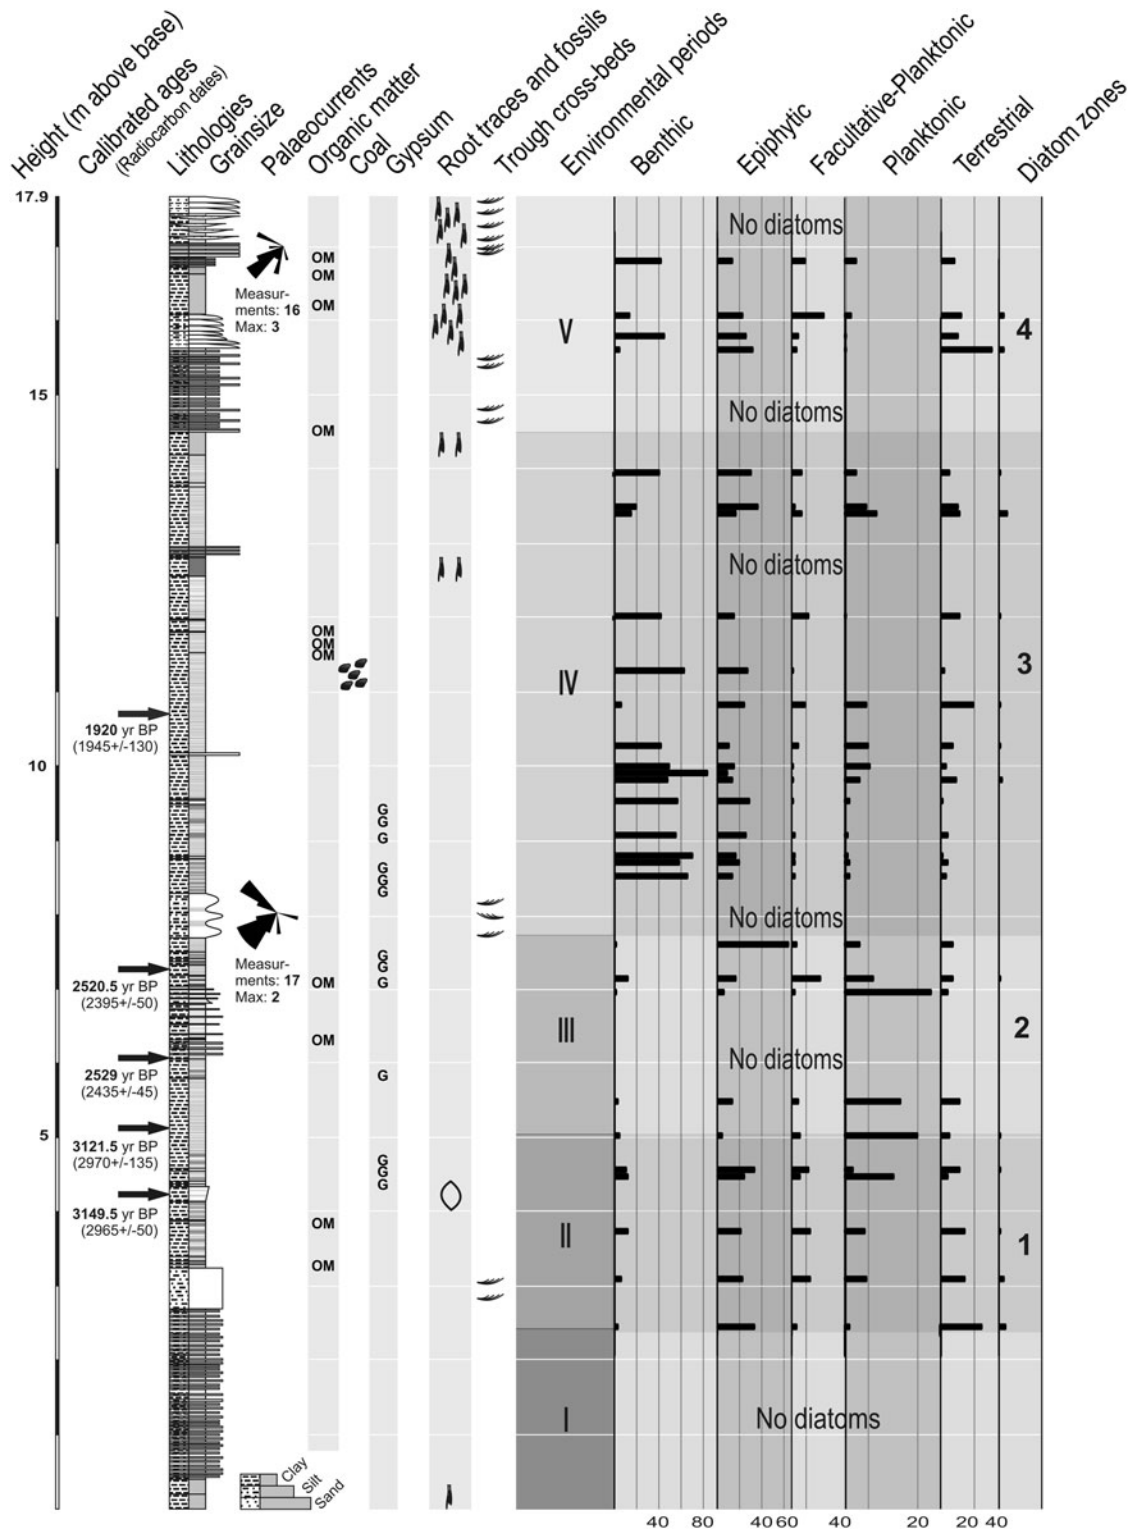 Height (m above base)
Calibrated ages
(Radiocarbon dates)
Lithologies
Grainsize
Palaeocurrents
Organic matter
Coal
Gypsum
Root traces and fossils
Trough cross-beds
Environmental periods
Benthic
Epiphytic
Facultative-Planktonic
Planktonic
Terrestrial
Diatom zones
17.9
No diatoms
OM
OM
Measur-
ments: 16
Max: 3
OM
V
4
15
No diatoms
OM
No diatoms
OM
OM
OM
3
IV
1920 yr BP
(1945+/-130)
10
G
G
G
G
G
G
No diatoms
G
G
G
Measur-
ments: 17
Max: 2
OM
2520.5 yr BP
(2395+/-50)
III
2
OM
No diatoms
2529 yr BP
(2435+/-45)
G
5
3121.5 yr BP
(2970+/-135)
G
G
G
3149.5 yr BP
(2965+/-50)
OM
II
1
OM
I
No diatoms
Clay
Silt
Sand
40 80 40 60 40 20 20 40